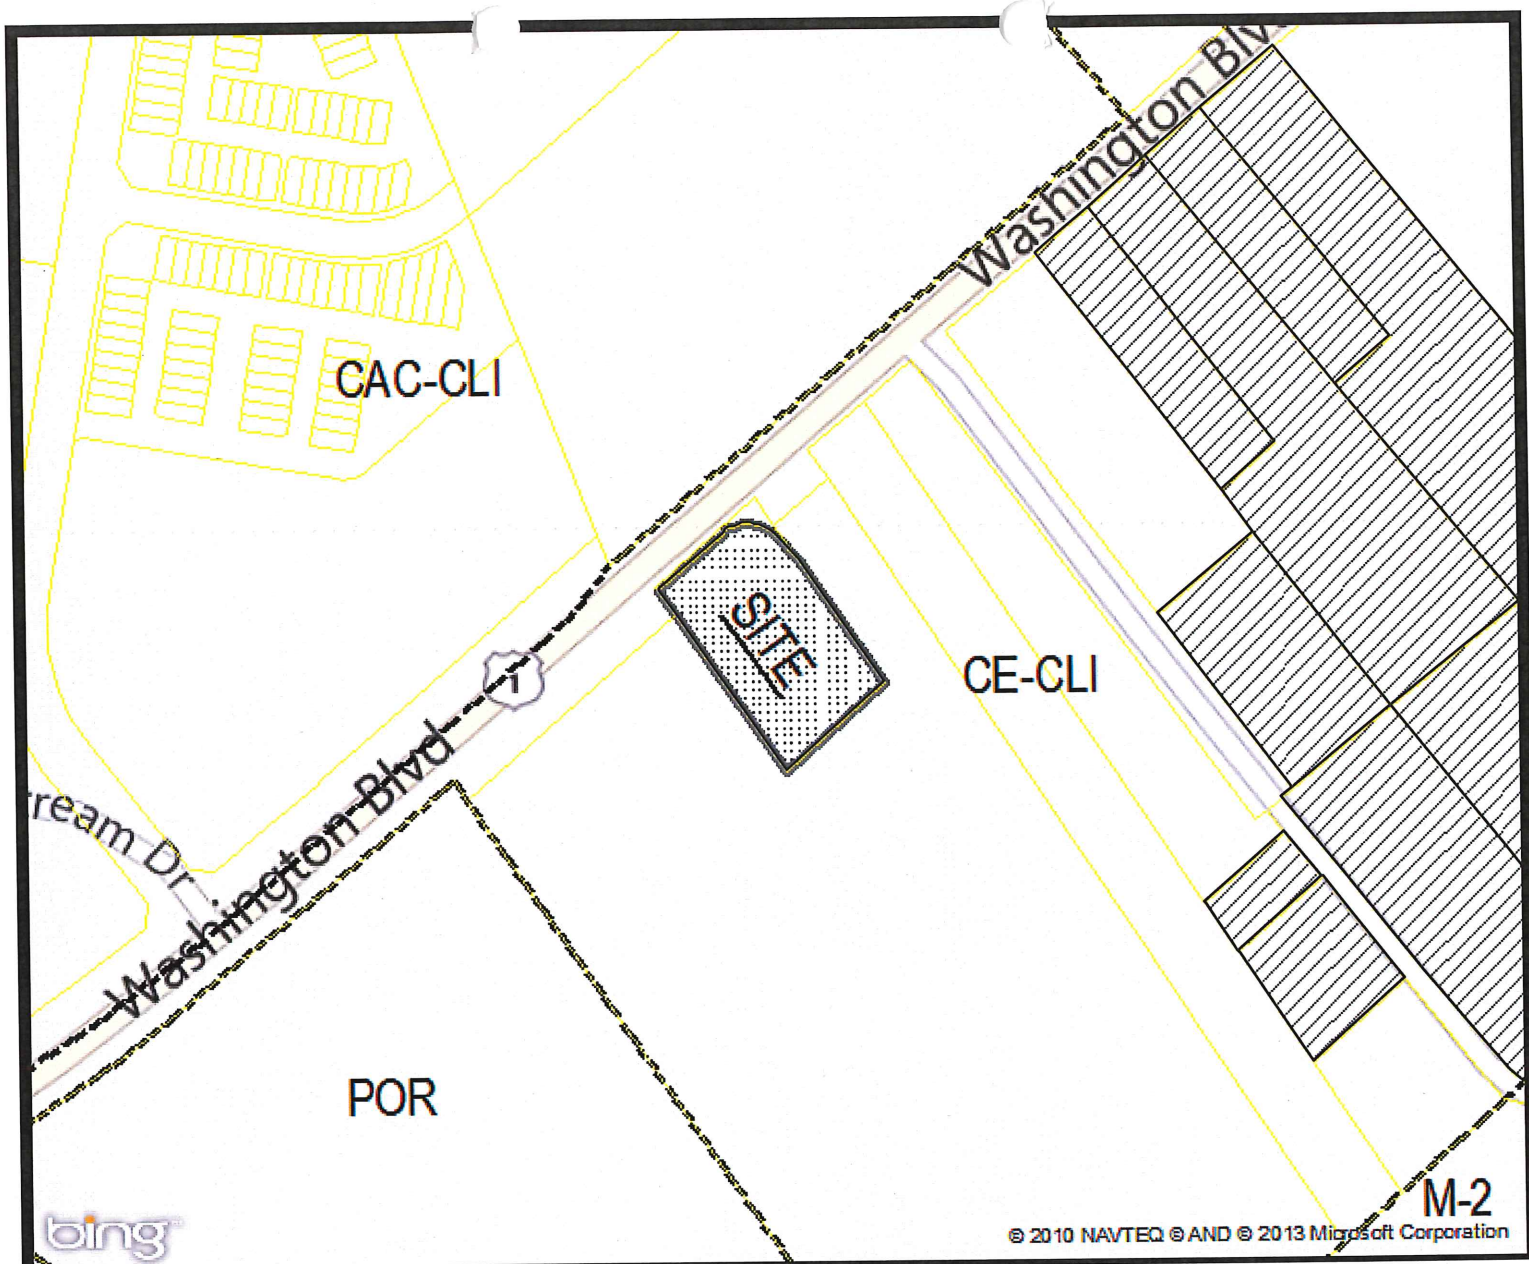 Washington Blv
CAC-CLI
SITE
CE-CLI
1
Washington Blvd
ream Dr
POR
M-2
bing
© 2010 NAVTEQ © AND © 2013 Microsoft Corporation